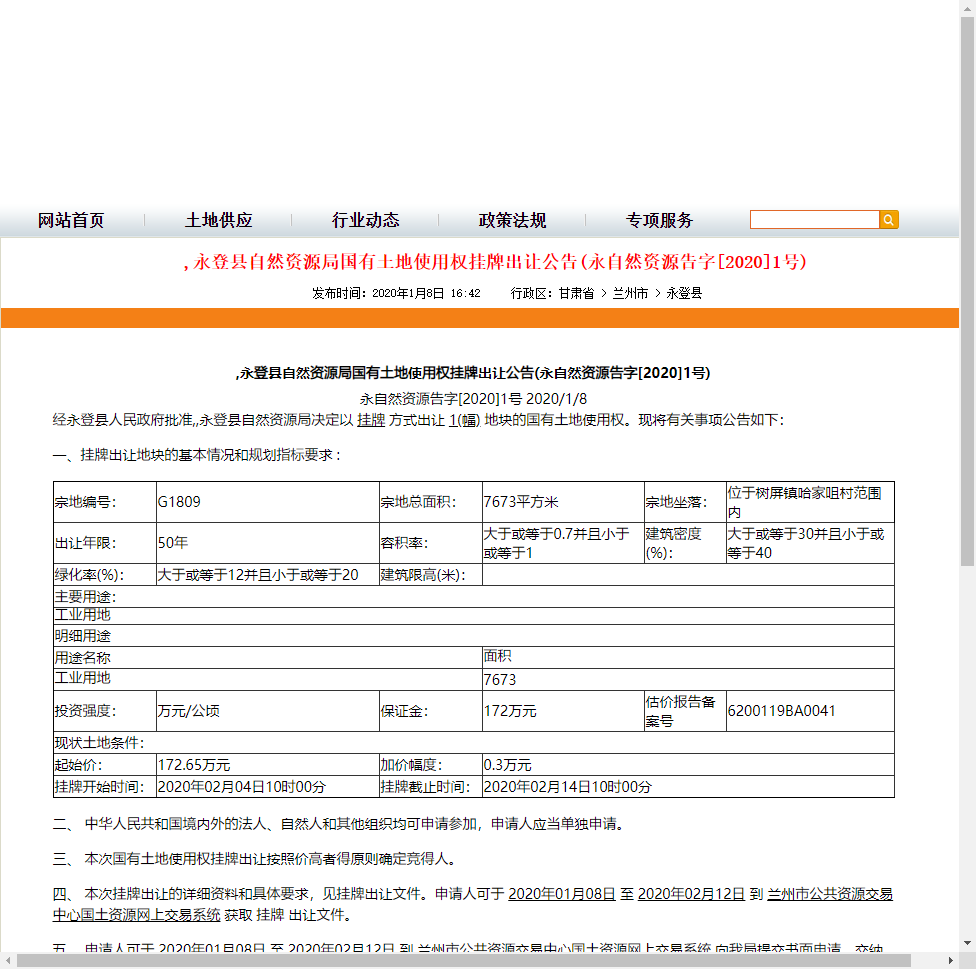 网站首页 土地供应 行业动态 政策法规 专项服务
,永登县自然资源局国有土地使用权挂牌出让公告(永自然资源告字[2020]1号)
发布时间：2020年1月8日 16:42 行政区：甘肃省 > 兰州市 > 永登县
,永登县自然资源局国有土地使用权挂牌出让公告(永自然资源告字[2020]1号)
永自然资源告字[2020]1号 2020/1/8
经永登县人民政府批准,,永登县自然资源局决定以 挂牌 方式出让 1(幅) 地块的国有土地使用权。现将有关事项公告如下：
一、挂牌出让地块的基本情况和规划指标要求：
宗地编号： G1809 宗地总面积： 7673平方米 宗地坐落： 位于树屏镇哈家咀村范围内
出让年限： 50年 容积率： 大于或等于0.7并且小于或等于1 建筑密度(%)： 大于或等于30并且小于或等于40
绿化率(%)： 大于或等于12并且小于或等于20 建筑限高(米)：
主要用途：
工业用地
明细用途
用途名称 面积
工业用地 7673
投资强度： 万元/公顷 保证金： 172万元 估价报告备案号 6200119BA0041
现状土地条件：
起始价： 172.65万元 加价幅度： 0.3万元
挂牌开始时间： 2020年02月04日10时00分 挂牌截止时间： 2020年02月14日10时00分
二、 中华人民共和国境内外的法人、自然人和其他组织均可申请参加，申请人应当单独申请。
三、 本次国有土地使用权挂牌出让按照价高者得原则确定竞得人。
四、 本次挂牌出让的详细资料和具体要求，见挂牌出让文件。申请人可于 2020年01月08日 至 2020年02月12日 到 兰州市公共资源交易
中心国土资源网上交易系统 获取 挂牌 出让文件。
五、 申请人可于 2020年01月08日 至 2020年02月12日 到 兰州市公共资源交易中心国土资源网上交易系统 向我局提交书面申请。交纳